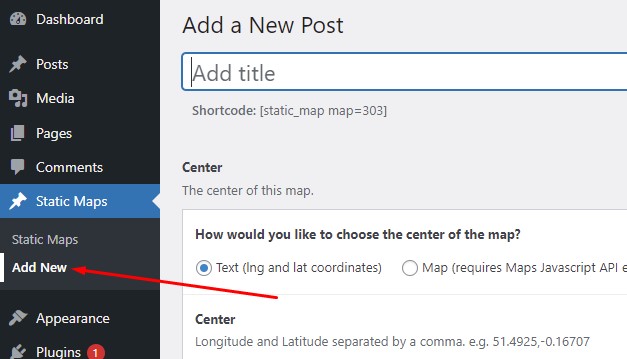 Dashboard
Posts
Media
Pages
Comments
Static Maps
Static Maps
Add New
Appearance
Plugins 1
Add a New Post
Add title
Shortcode: [static_map map=303]
Center
The center of this map.
How would you like to choose the center of the map?
Text (lng and lat coordinates) Map (requires Maps Javascript API e
Center
Longitude and Latitude separated by a comma. e.g. 51.4925,-0.16707